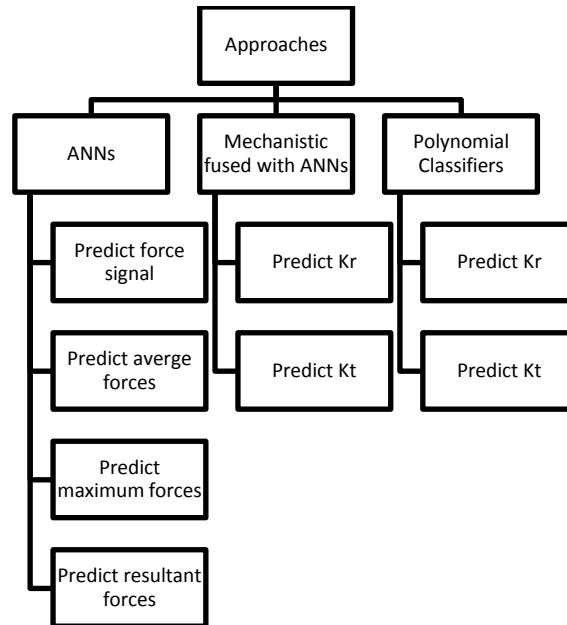 Approaches
ANNs
Mechanistic
fused with ANNs
Polynomial
Classifiers
Predict force
signal
Predict averge
forces
Predict
maximum forces
Predict resultant
forces
Predict Kr
Predict Kt
Predict Kr
Predict Kt